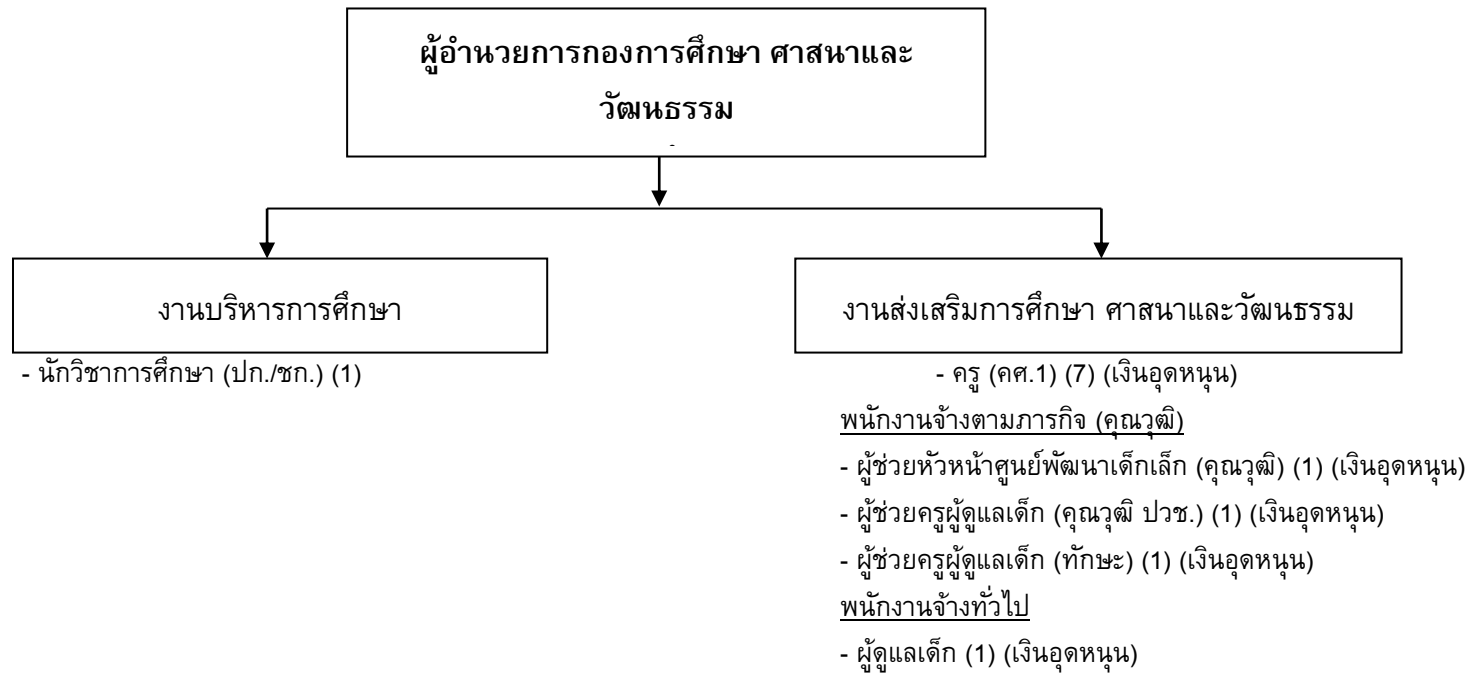 ผู้อำนวยการกองการศึกษา ศาสนาและ
วัฒนธรรม
งานบริหารการศึกษา
- นักวิชาการศึกษา (ปก./ชก.) (1)
งานส่งเสริมการศึกษา ศาสนาและวัฒนธรรม
- ครู (คศ.1) (7) (เงินอุดหนุน)
พนักงานจ้างตามภารกิจ (คุณวุฒิ)
- ผู้ช่วยหัวหน้าศูนย์พัฒนาเด็กเล็ก (คุณวุฒิ) (1) (เงินอุดหนุน)
- ผู้ช่วยครูผู้ดูแลเด็ก (คุณวุฒิ ปวช.) (1) (เงินอุดหนุน)
- ผู้ช่วยครูผู้ดูแลเด็ก (ทักษะ) (1) (เงินอุดหนุน)
พนักงานจ้างทั่วไป
- ผู้ดูแลเด็ก (1) (เงินอุดหนุน)